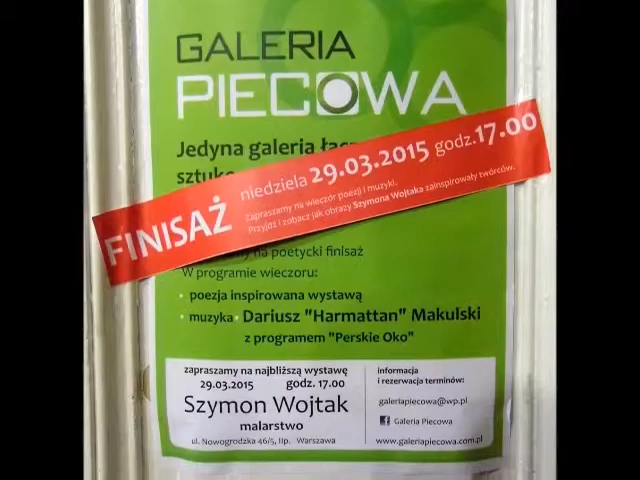 GALERIA
PIECOWA
Jedyna galeria
sztukę
FINISAŻ
niedziela 29.03.2015 godz.17.00
Zapraszamy na wieczór poezji i muzyki.
Przyjdź i zobacz jak obrazy Szymona Wojtaka zainspirowały twórców.
na poetycki finisaż
W programie wieczoru:
• poezja inspirowana wystawą
• muzyka • Dariusz "Harmattan" Makulski
z programem "Perskie Oko"
zapraszamy na najbliższą wystawę
29.03.2015 godz. 17.00
Szymon Wojtak
malarstwo
ul. Nowogrodzka 46/5, IIp. Warszawa
informacja
i rezerwacja terminów:
galeriapiecowa@wp.pl
Galeria Piecowa
www.galeriapiecowa.com.pl